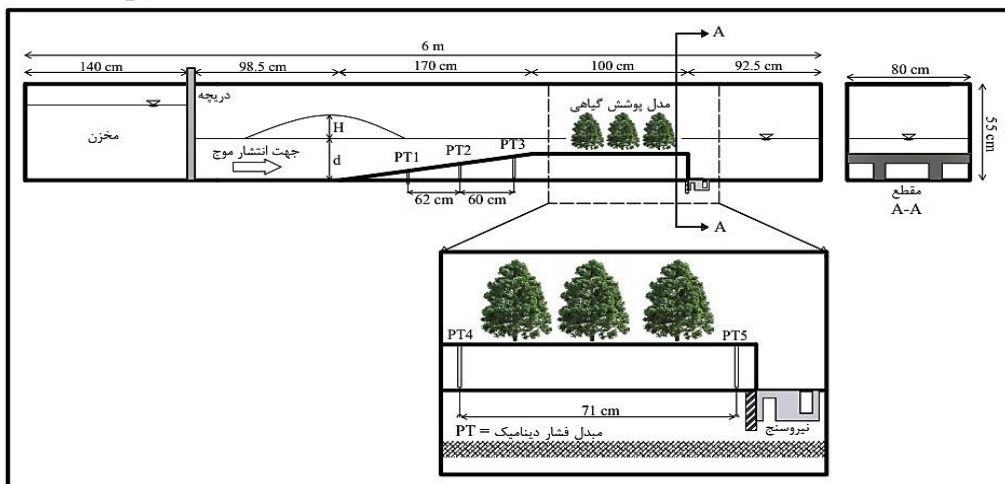 A
6 m
140 cm
98.5 cm
170 cm
100 cm
92.5 cm
80 cm
دریچه
مدل پوشش گیاهی
55 cm
مخزن
H
جهت انتشار موج
d
PT1
PT2
PT3
62 cm
60 cm
مقطع
A-A
A
PT4
PT5
71 cm
نیروسنج
PT = مبدل فشار دینامیک